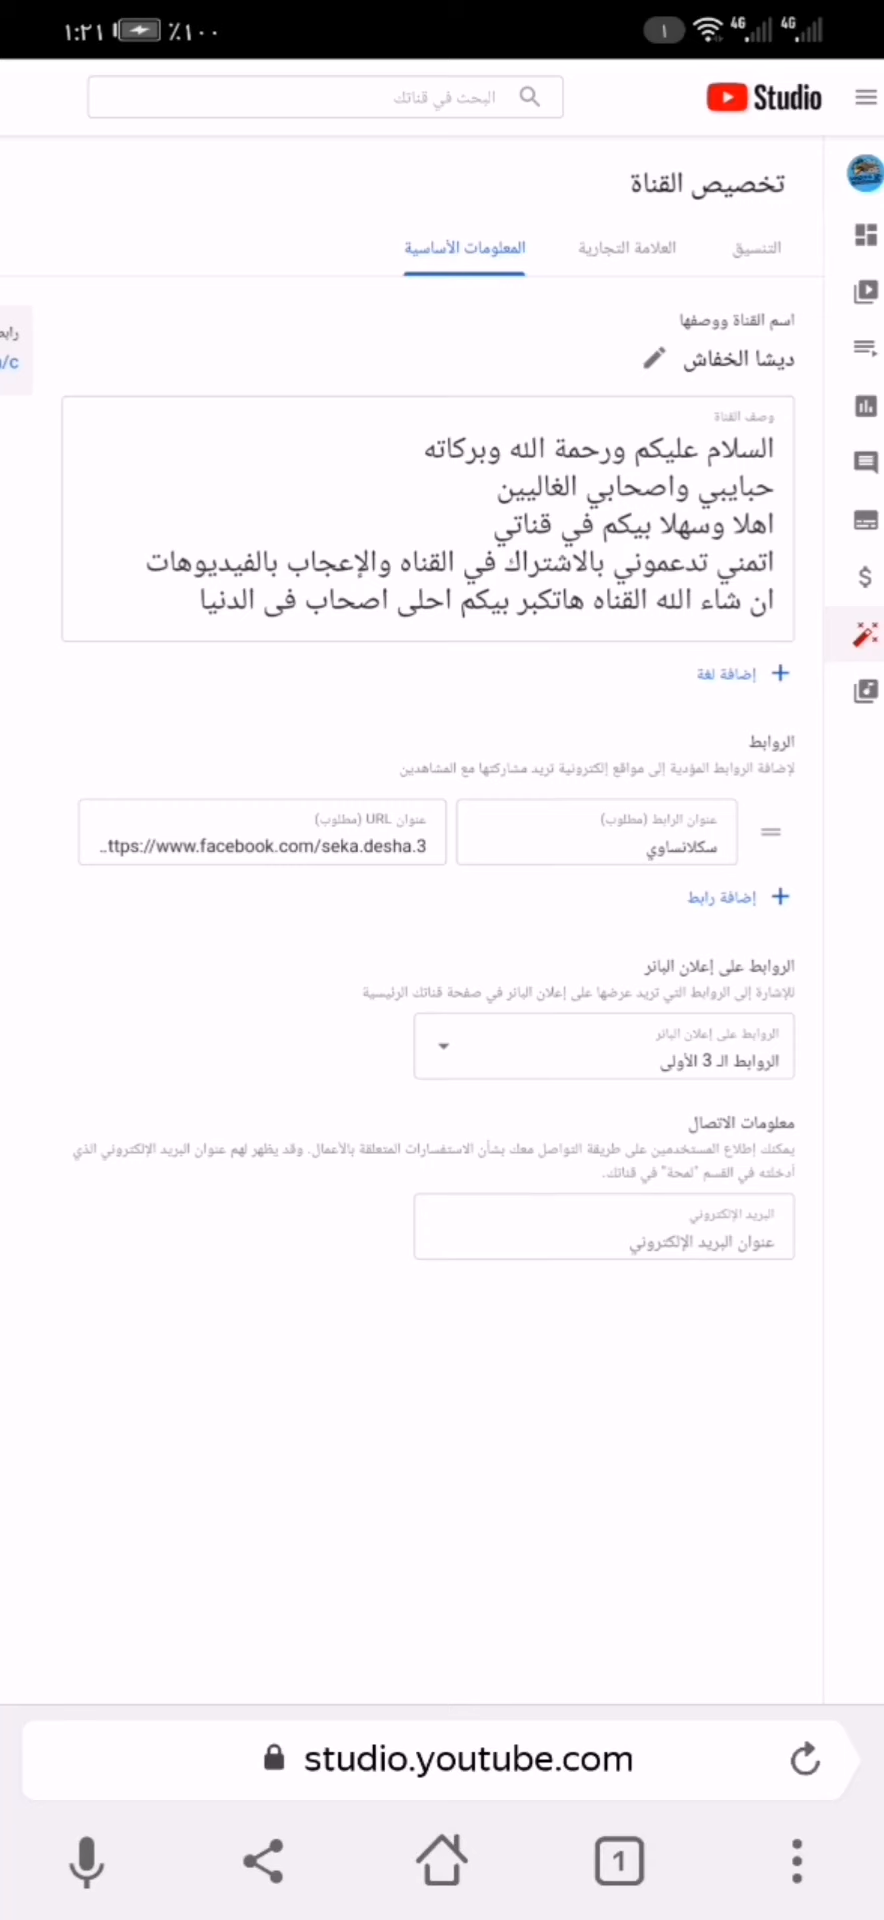 ١:٢١
٪١٠٠
١
4G
4G
Studio
البحث في قناتك
تخصيص القناة
التنسيق
العلامة التجارية
المعلومات الأساسية
اسم القناة ووصفها
ديشا الخفاش
راب
/c
وصف القناة
السلام عليكم ورحمة الله وبركاته
حبايبي واصحابي الغاليين
اهلا وسهلا بيكم في قناتي
اتمني تدعموني بالاشتراك في القناه والإعجاب بالفيديوهات
ان شاء الله القناه هاتكبر بيكم احلى اصحاب فى الدنيا
إضافة لغة
الروابط
لإضافة الروابط المؤدية إلى مواقع إلكترونية تريد مشاركتها مع المشاهدين
عنوان الرابط (مطلوب)
سكلانساوي
عنوان URL (مطلوب)
..ttps://www.facebook.com/seka.desha.3
إضافة رابط
الروابط على إعلان البانر
للإشارة إلى الروابط التي تريد عرضها على إعلان البانر في صفحة قناتك الرئيسية
الروابط على إعلان البانر
الروابط الـ 3 الأولى
معلومات الاتصال
يمكنك إطلاع المستخدمين على طريقة التواصل معك بشأن الاستفسارات المتعلقة بالأعمال. وقد يظهر لهم عنوان البريد الإلكتروني الذي
أدخلته في القسم "لمحة" في قناتك.
البريد الإلكتروني
عنوان البريد الإلكتروني
studio.youtube.com
1